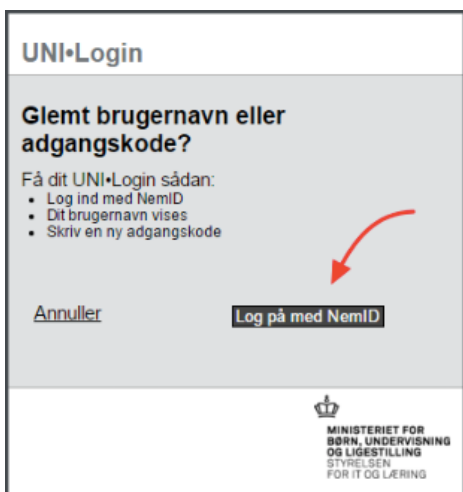 UNI•Login
Glemt brugernavn eller
adgangskode?
Få dit UNI•Login sådan:
• Log ind med NemID
• Dit brugernavn vises
• Skriv en ny adgangskode
Annuller
Log på med NemID
MINISTERIET FOR
BØRN, UNDERVISNING
OG LIGESTILLING
STYRELSEN
FOR IT OG LÆRING